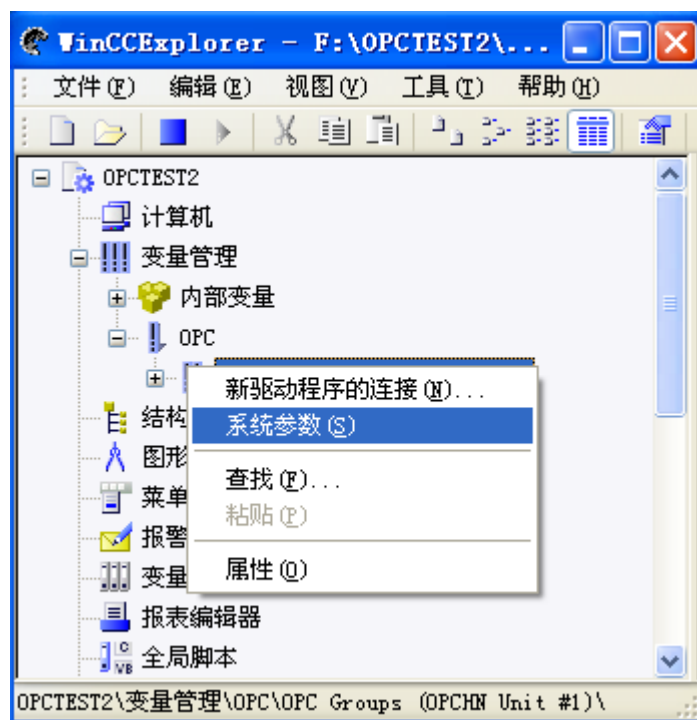 WinCCExplorer - F:\OPCTEST2\...
文件(F) 编辑(E) 视图(V) 工具(T) 帮助(H)
OPCTEST2
计算机
变量管理
内部变量
OPC
新驱动程序的连接(N)...
结构
系统参数(S)
图形
查找(F)...
菜单
粘贴(P)
报警
变量
属性(O)
报表编辑器
全局脚本
OPCTEST2\变量管理\OPC\OPC Groups (OPCHN Unit #1)\